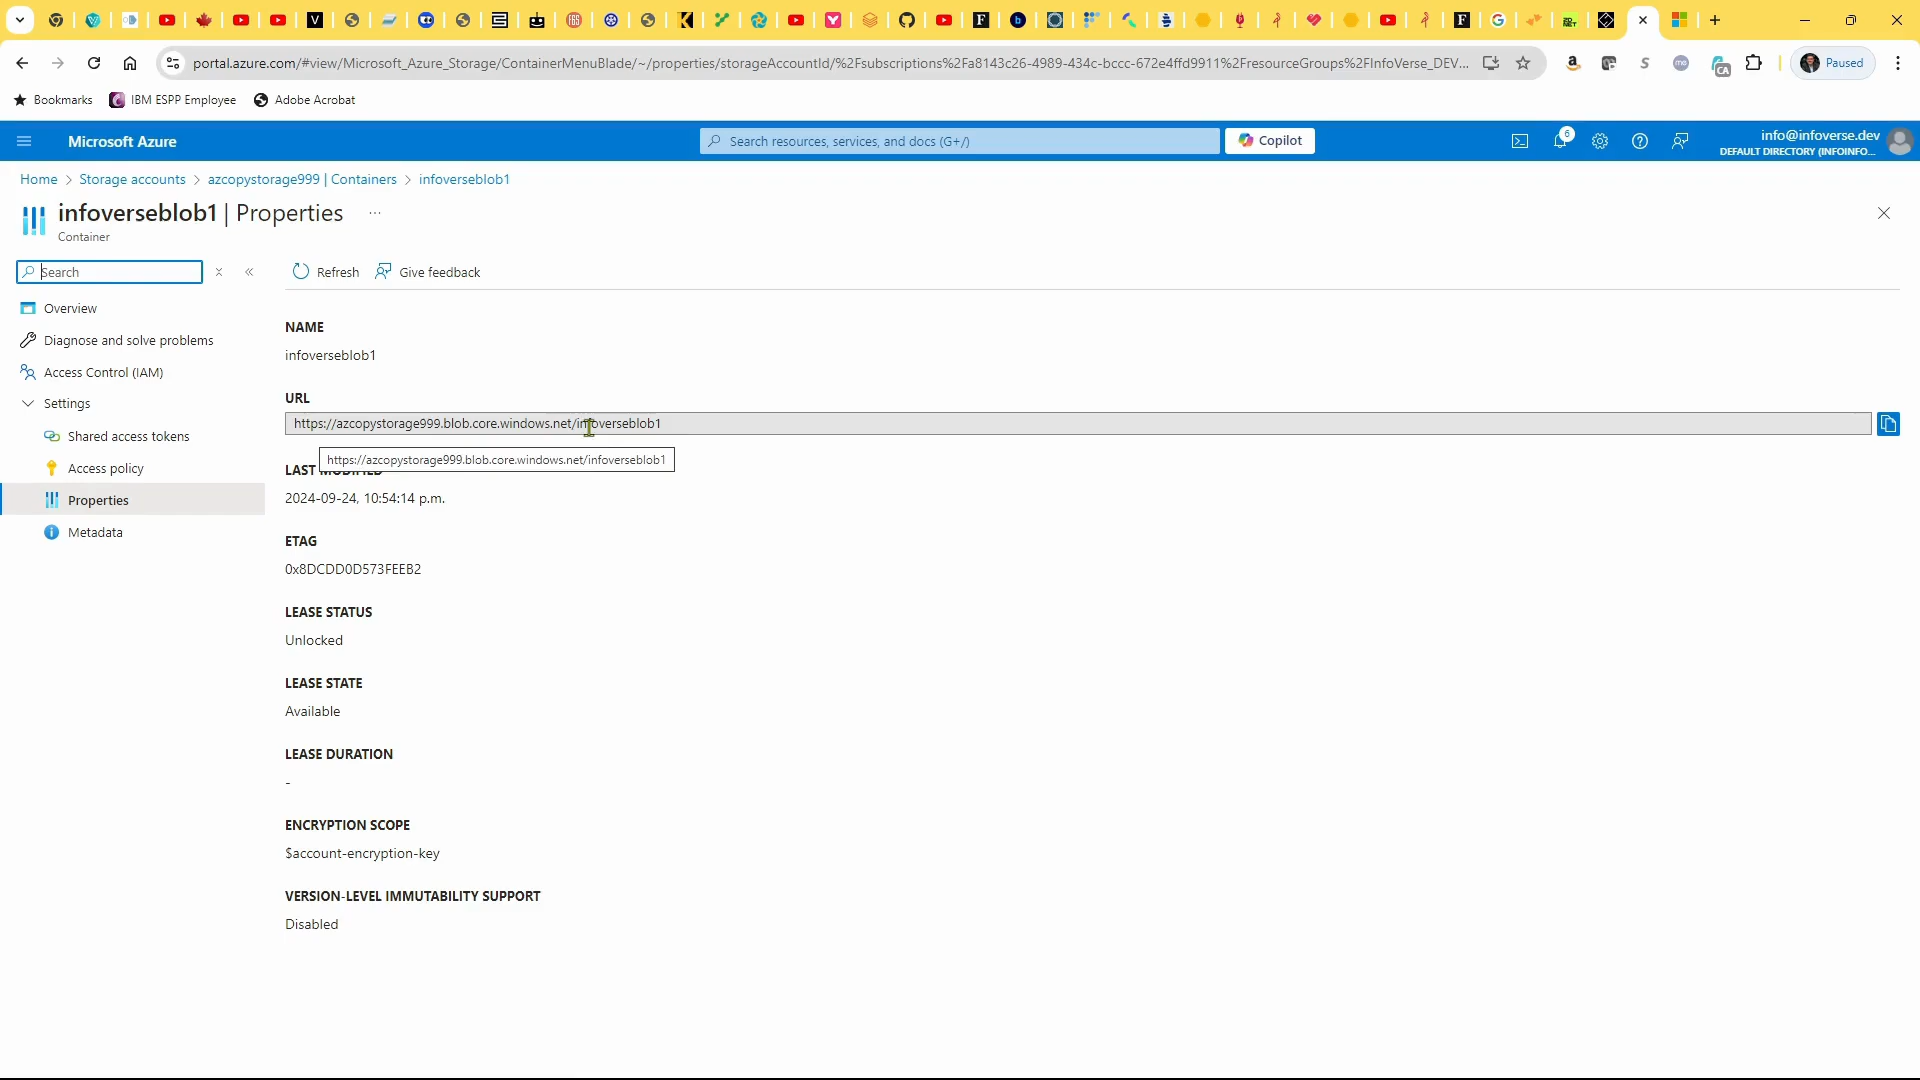 portal.azure.com/#view/Microsoft_Azure_Storage/ContainerMenuBlade/~/properties/storageAccountId/%2Fsubscriptions%2Fa8143c26-4989-434c-bccc-672e4ffd9911%2FresourceGroups%2FInfoVerse_DEV...
Paused
Bookmarks
IBM ESPP Employee
Adobe Acrobat
Microsoft Azure
Search resources, services, and docs (G+/)
Copilot
6
info@infoverse.dev
DEFAULT DIRECTORY (INFOINFO...
Home > Storage accounts > azcopystorage999 | Containers > infoverseblob1
infoverseblob1 | Properties ...
Container
Search
Refresh
Give feedback
Overview
Diagnose and solve problems
Access Control (IAM)
Settings
Shared access tokens
Access policy
Properties
Metadata
NAME
infoverseblob1
URL
https://azcopystorage999.blob.core.windows.net/infoverseblob1
https://azcopystorage999.blob.core.windows.net/infoverseblob1
LAST MODIFIED
2024-09-24, 10:54:14 p.m.
ETAG
0x8DCDD0D573FEEB2
LEASE STATUS
Unlocked
LEASE STATE
Available
LEASE DURATION
-
ENCRYPTION SCOPE
$account-encryption-key
VERSION-LEVEL IMMUTABILITY SUPPORT
Disabled